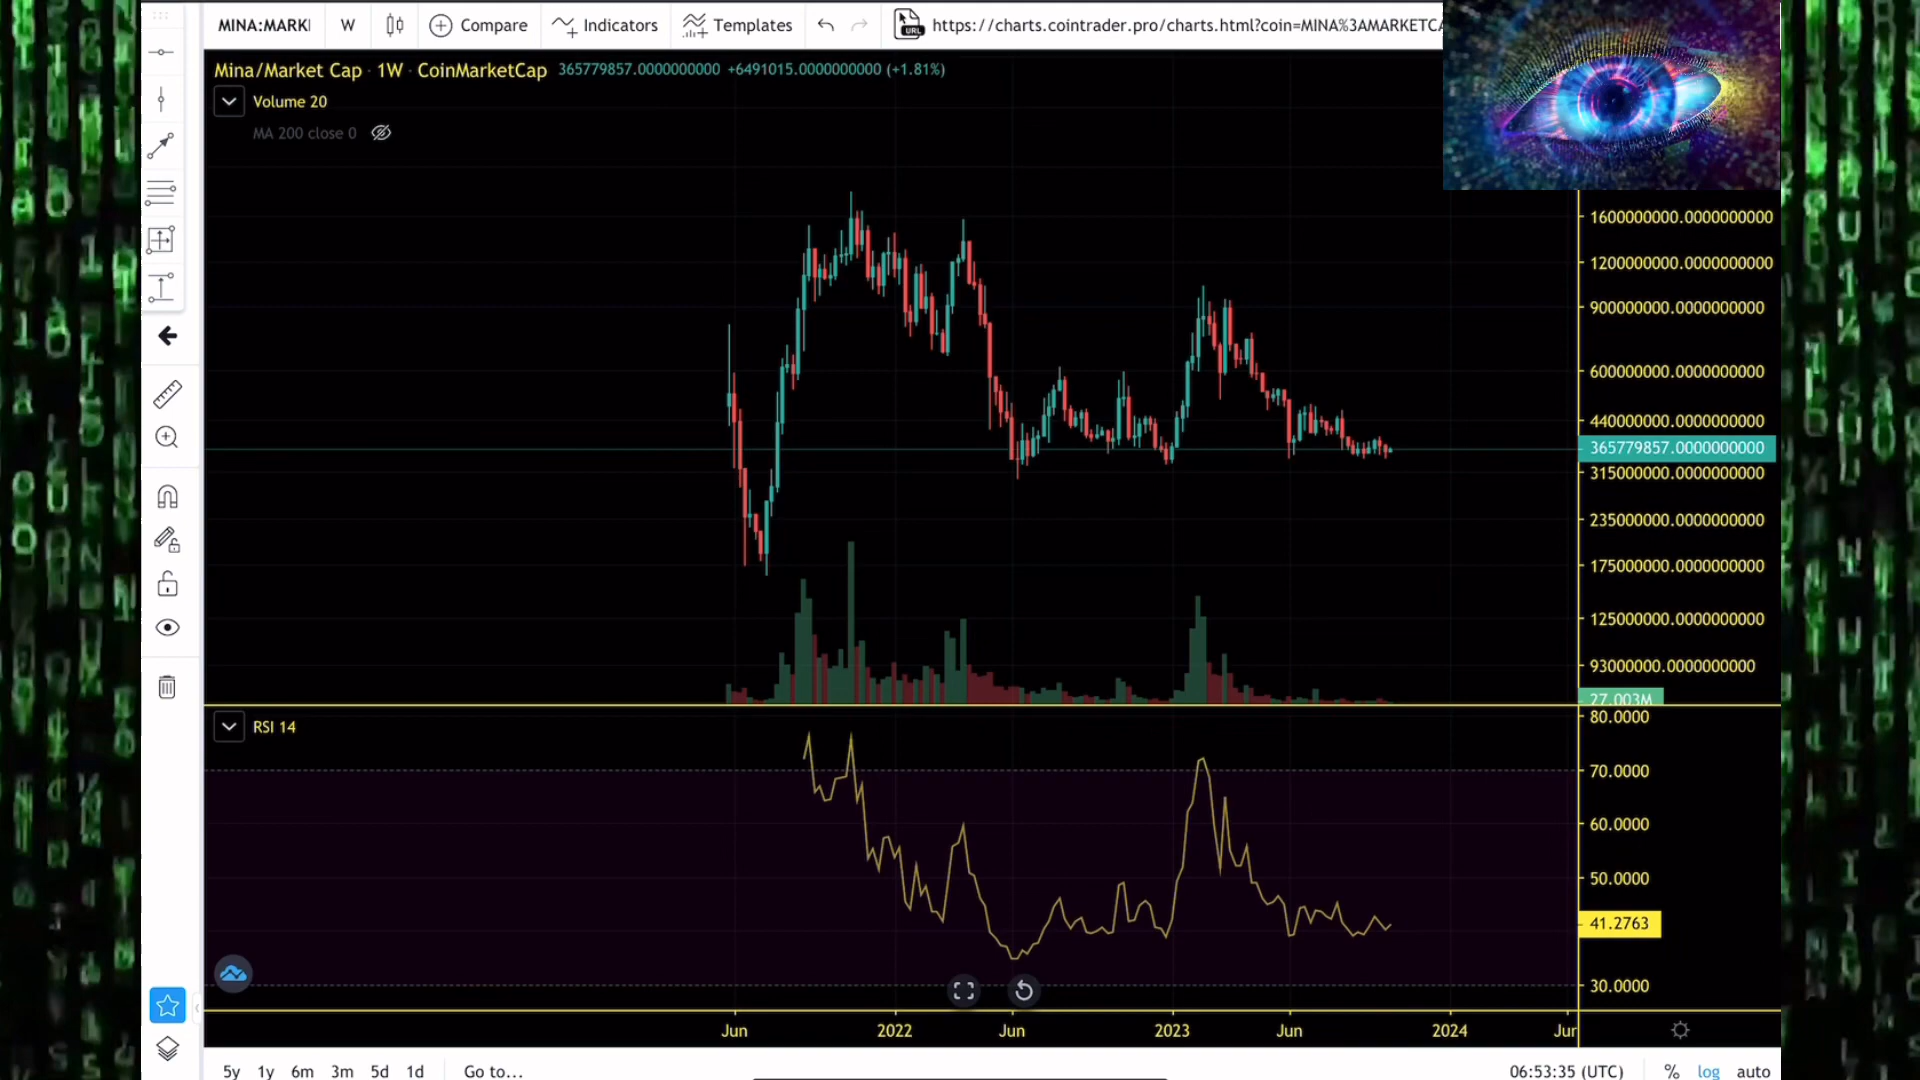 MINA:MARKI W Compare Indicators Templates https://charts.cointrader.pro/charts.html?coin=MINA%3AMARKETCA
URL
Mina/Market Cap · 1W · CoinMarketCap 365779857.0000000000 +6491015.0000000000 (+1.81%)
Volume 20
MA 200 close 0
1600000000.0000000000
1200000000.0000000000
900000000.0000000000
600000000.0000000000
440000000.0000000000
365779857.0000000000
315000000.0000000000
235000000.0000000000
175000000.0000000000
125000000.0000000000
93000000.0000000000
27.003M
RSI 14
80.0000
70.0000
60.0000
50.0000
41.2763
30.0000
Jun 2022 Jun 2023 Jun 2024 Jun
5y 1y 6m 3m 5d 1d Go to... 06:53:35 (UTC) % log auto